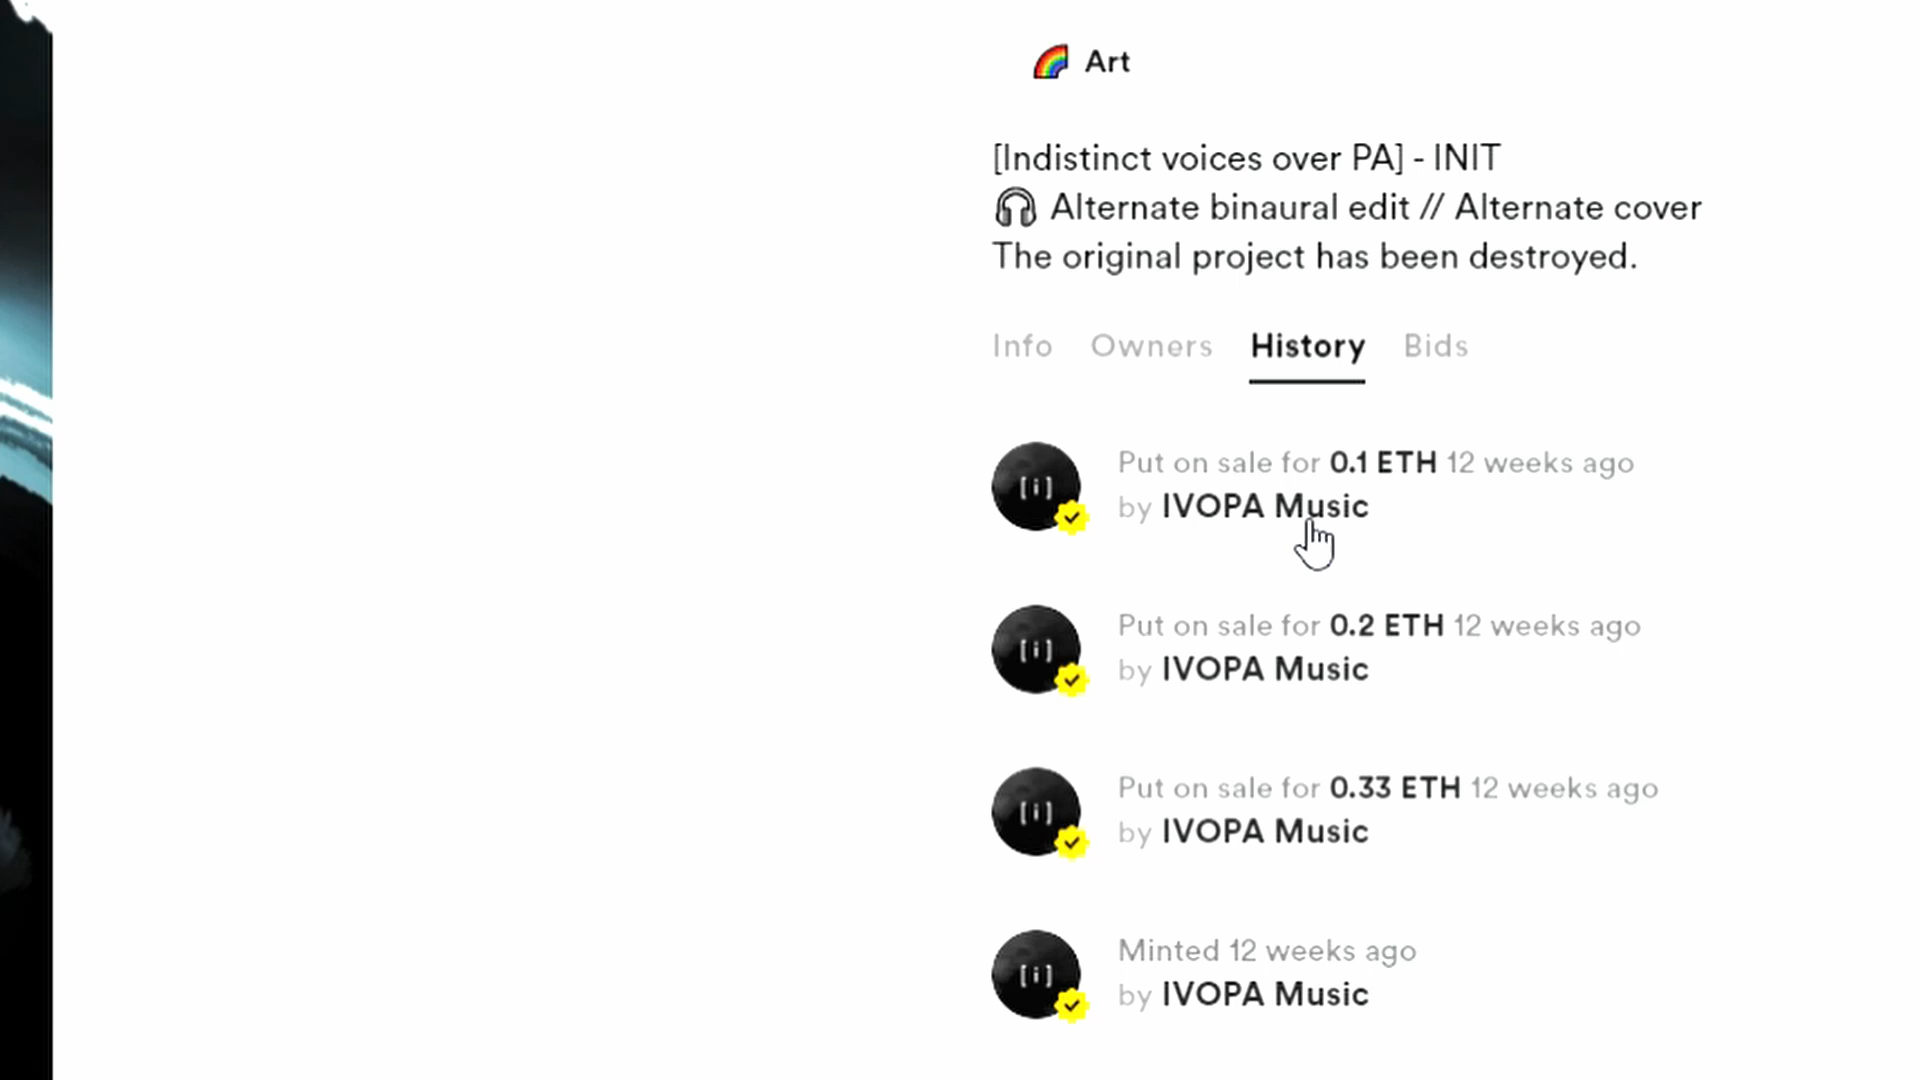 Art
[Indistinct voices over PA] - INIT
🎧 Alternate binaural edit // Alternate cover
The original project has been destroyed.
Info Owners History Bids
[i] Put on sale for 0.1 ETH 12 weeks ago
by IVOPA Music
[i] Put on sale for 0.2 ETH 12 weeks ago
by IVOPA Music
[i] Put on sale for 0.33 ETH 12 weeks ago
by IVOPA Music
[i] Minted 12 weeks ago
by IVOPA Music